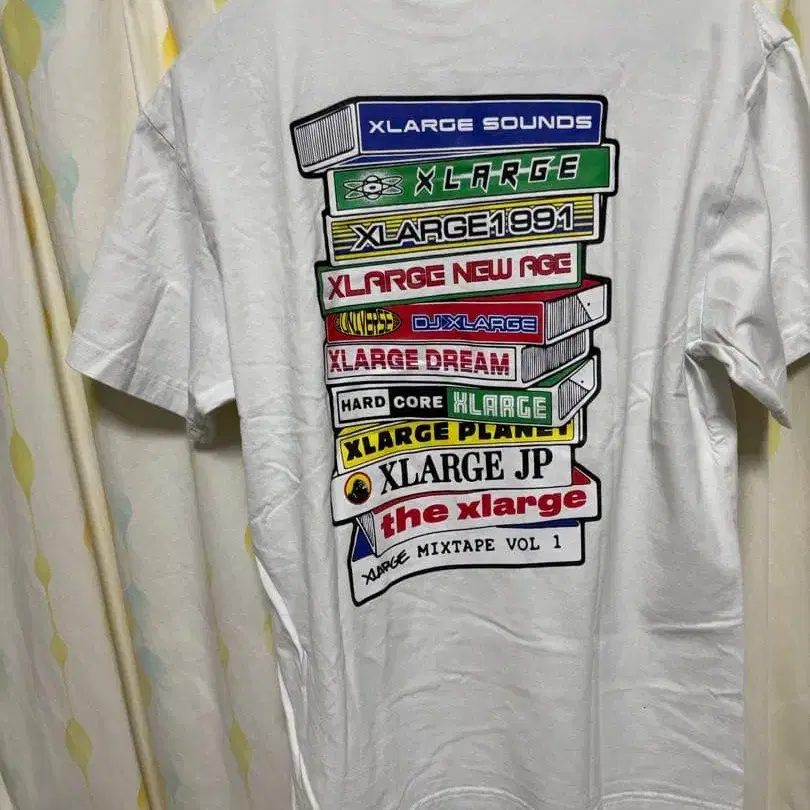 XLARGE SOUNDS
XLARGE
XLARGE1991
XLARGE NEW AGE
UNIVERSE DJ XLARGE
XLARGE DREAM
HARD CORE XLARGE
XLARGE PLANET
XLARGE JP
the xlarge
XLARGE MIXTAPE VOL 1